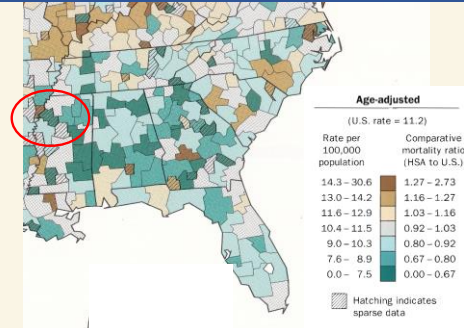 Age-adjusted
(U.S. rate = 11.2)
Rate per 100,000 population
Comparative mortality ratio (HSA to U.S.)
14.3 – 30.6 1.27 – 2.73
13.0 – 14.2 1.16 – 1.27
11.6 – 12.9 1.03 – 1.16
10.4 – 11.5 0.92 – 1.03
9.0 – 10.3 0.80 – 0.92
7.6 – 8.9 0.67 – 0.80
0.0 – 7.5 0.00 – 0.67
Hatching indicates
sparse data